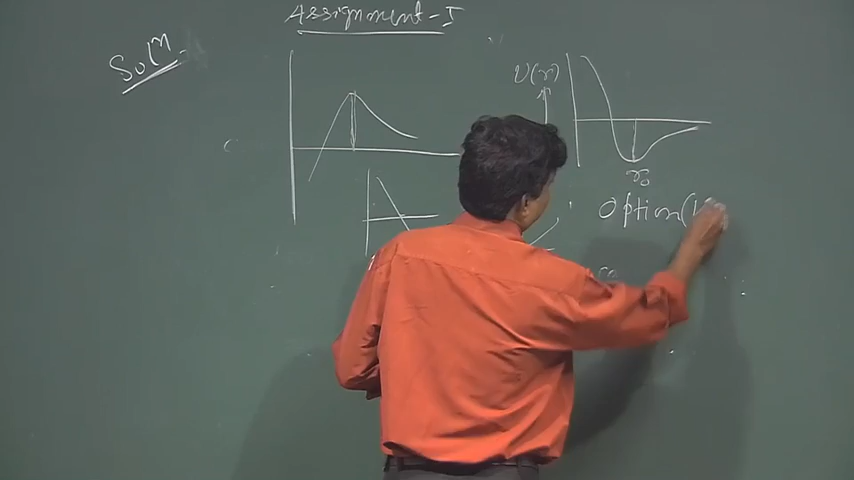 Assignment-I
Solⁿ
U(r)
r₀
Option(b